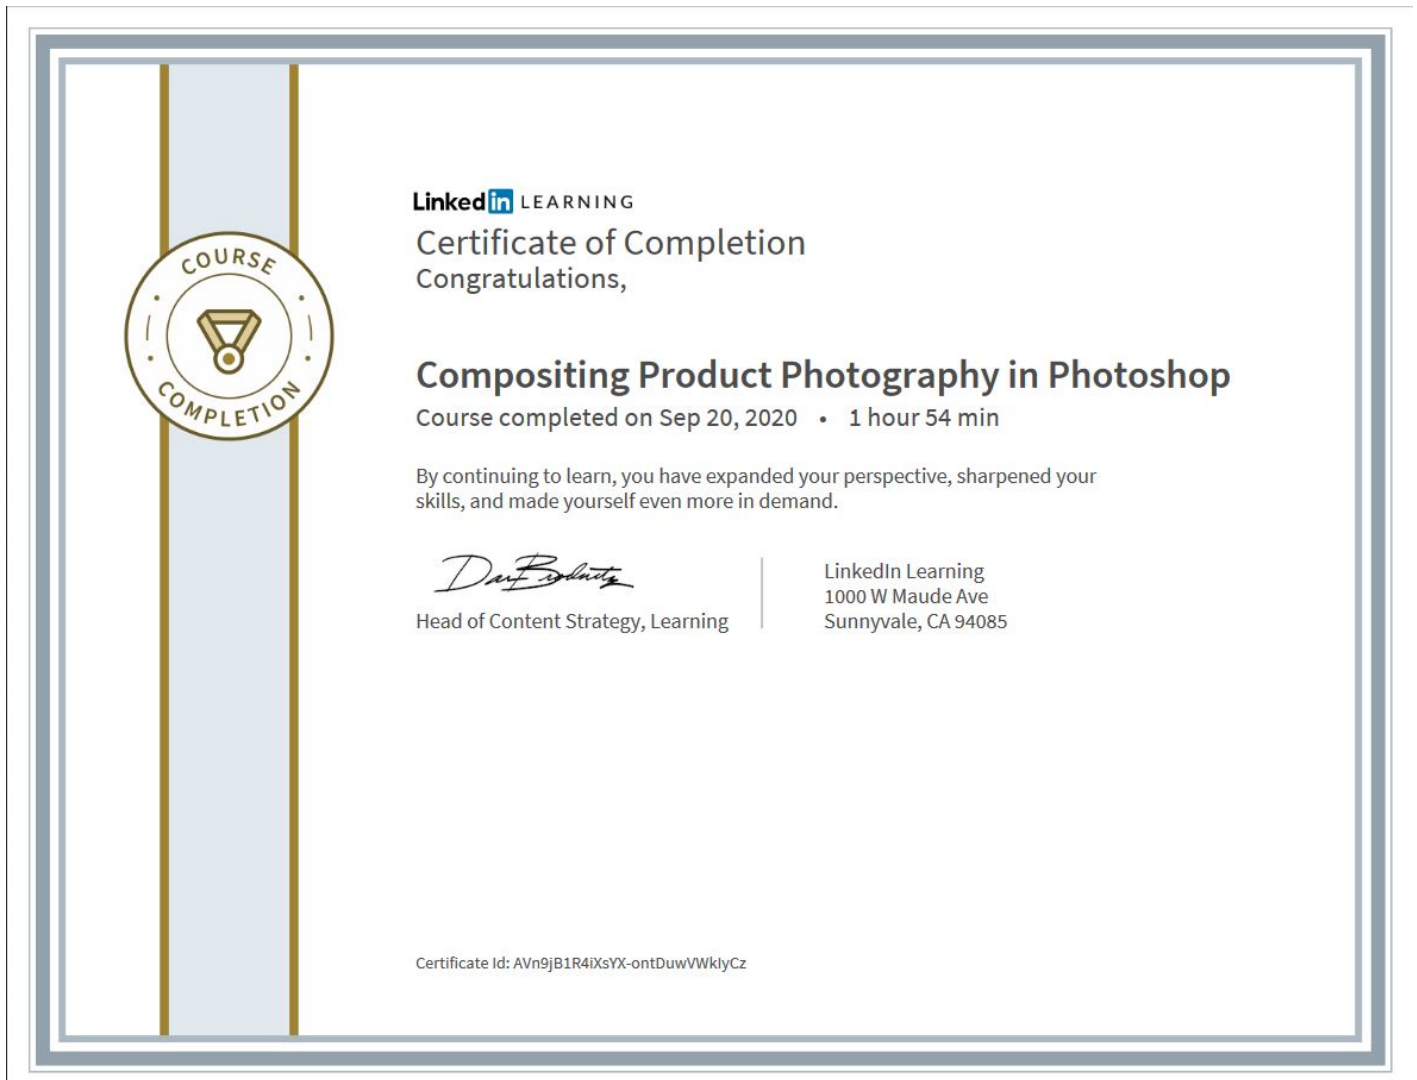 COURSE
COMPLETION
Linkedin LEARNING
Certificate of Completion
Congratulations,
Compositing Product Photography in Photoshop
Course completed on Sep 20, 2020 • 1 hour 54 min
By continuing to learn, you have expanded your perspective, sharpened your
skills, and made yourself even more in demand.
Head of Content Strategy, Learning
LinkedIn Learning
1000 W Maude Ave
Sunnyvale, CA 94085
Certificate Id: AVn9jB1R4iXsYX-ontDuwVWkIyCz